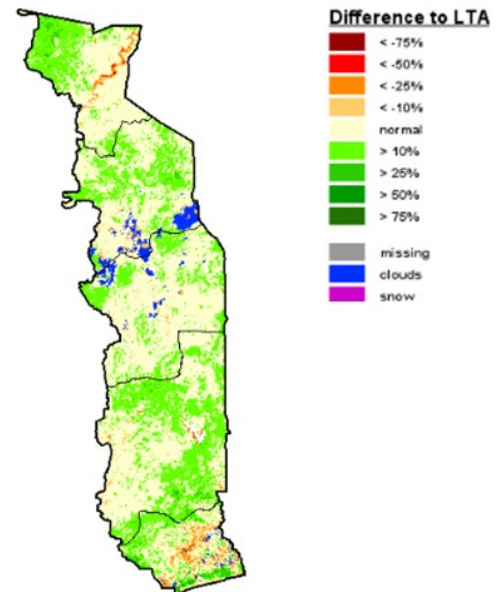 Difference to LTA
< -75%
< -50%
< -25%
< -10%
normal
> 10%
> 25%
> 50%
> 75%
missing
clouds
snow